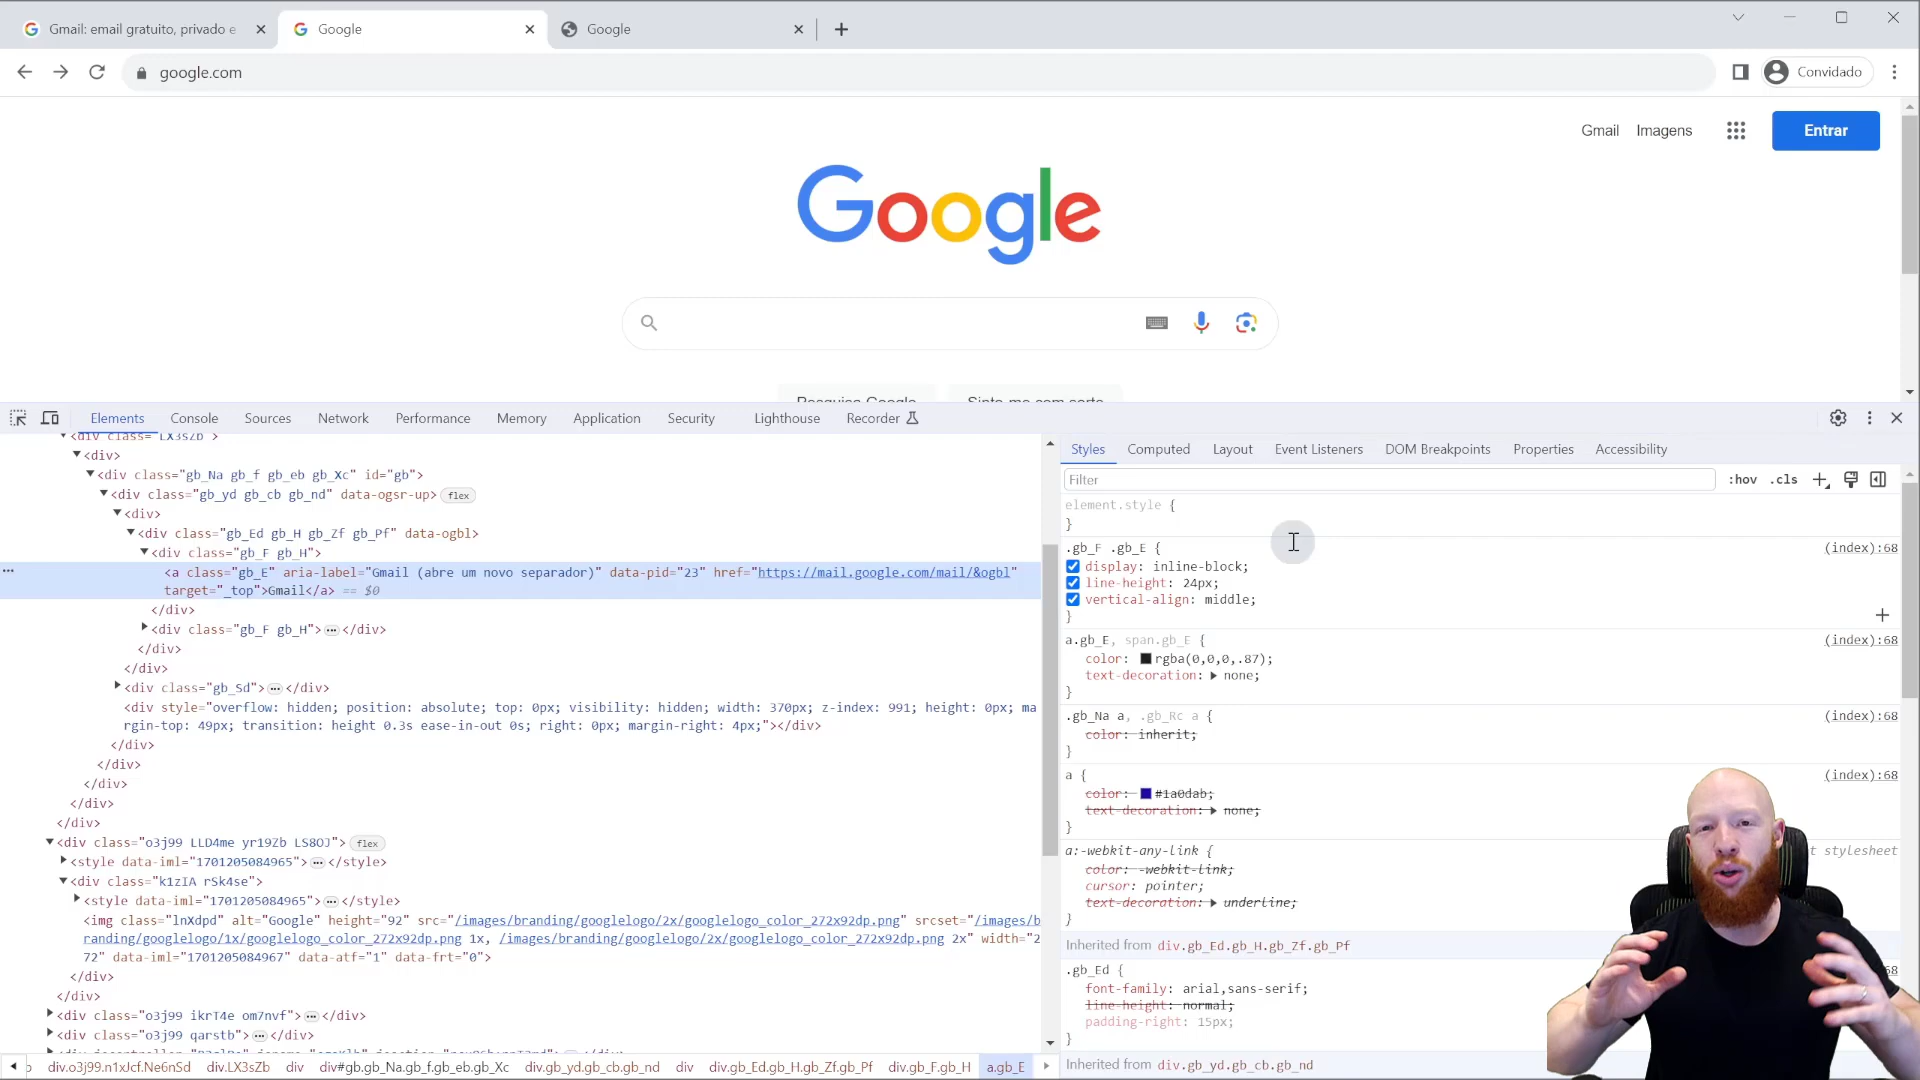 Gmail: email gratuito, privado e
Google
Google
google.com
Convidado
Gmail Imagens
Entrar
Google
Elements Console Sources Network Performance Memory Application Security Lighthouse Recorder
<div class="LX3sZb">
<div>
<div class="gb_Na gb_f gb_eb gb_Xc" id="gb">
<div class="gb_yd gb_cb gb_nd" data-ogsr-up> flex
<div>
<div class="gb_Ed gb_H gb_Zf gb_Pf" data-ogbl>
<div class="gb_F gb_H">
<a class="gb_E" aria-label="Gmail (abre um novo separador)" data-pid="23" href="https://mail.google.com/mail/&ogbl"
target="_top">Gmail</a> == $0
</div>
<div class="gb_F gb_H">…</div>
</div>
</div>
<div class="gb_Sd">…</div>
<div style="overflow: hidden; position: absolute; top: 0px; visibility: hidden; width: 370px; z-index: 991; height: 0px; ma
rgin-top: 49px; transition: height 0.3s ease-in-out 0s; right: 0px; margin-right: 4px;"></div>
</div>
</div>
</div>
</div>
</div>
<div class="o3j99 LLD4me yr19Zb LS8OJ"> flex
<style data-iml="1701205084965">…</style>
<div class="k1zIA rSk4se">
<style data-iml="1701205084965">…</style>
<img class="lnXdpd" alt="Google" height="92" src="/images/branding/googlelogo/2x/googlelogo_color_272x92dp.png" srcset="/images/b
randing/googlelogo/1x/googlelogo_color_272x92dp.png 1x, /images/branding/googlelogo/2x/googlelogo_color_272x92dp.png 2x" width="2
72" data-iml="1701205084967" data-atf="1" data-frt="0">
</div>
</div>
<div class="o3j99 ikrT4e om7nvf">…</div>
<div class="o3j99 qarstb">…</div>
div.o3j99.n1xJcf.Ne6nSd div.LX3sZb div div#gb.gb_Na.gb_f.gb_eb.gb_Xc div.gb_yd.gb_cb.gb_nd div div.gb_Ed.gb_H.gb_Zf.gb_Pf div.gb_F.gb_H a.gb_E
Styles Computed Layout Event Listeners DOM Breakpoints Properties Accessibility
Filter :hov .cls
element.style {
}
.gb_F .gb_E { (index):68
display: inline-block;
line-height: 24px;
vertical-align: middle;
}
a.gb_E, span.gb_E { (index):68
color: rgba(0,0,0,.87);
text-decoration: none;
}
.gb_Na a, .gb_Rc a { (index):68
color: inherit;
}
a { (index):68
color: #1a0dab;
text-decoration: none;
}
a:-webkit-any-link { t stylesheet
color: -webkit-link;
cursor: pointer;
text-decoration: underline;
}
Inherited from div.gb_Ed.gb_H.gb_Zf.gb_Pf
.gb_Ed { 68
font-family: arial,sans-serif;
line-height: normal;
padding-right: 15px;
}
Inherited from div.gb_yd.gb_cb.gb_nd